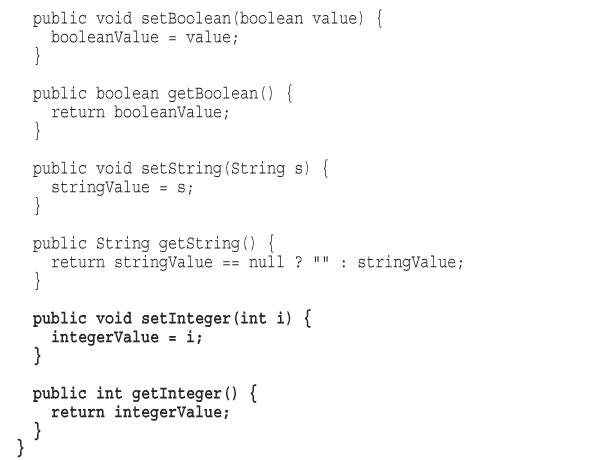 public void setBoolean(boolean value) {
booleanValue = value;
}
public boolean getBoolean() {
return booleanValue;
}
public void setString(String s) {
stringValue = s;
}
public String getString() {
return stringValue == null ? "" : stringValue;
}
public void setInteger(int i) {
integerValue = i;
}
public int getInteger() {
return integerValue;
}
}